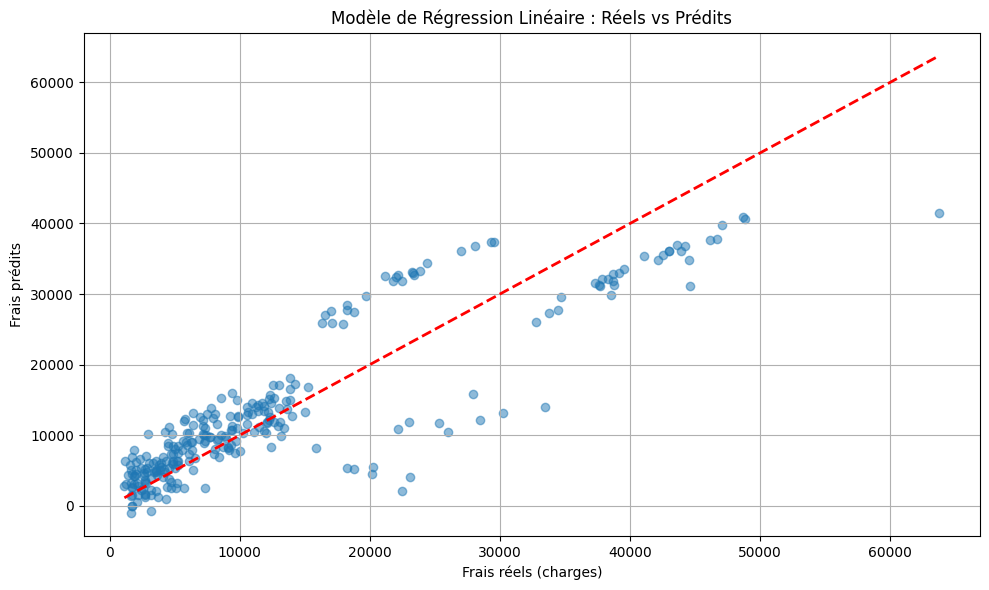 Modèle de Régression Linéaire : Réels vs Prédits
Frais prédits
60000
50000
40000
30000
20000
10000
0
0 10000 20000 30000 40000 50000 60000
Frais réels (charges)